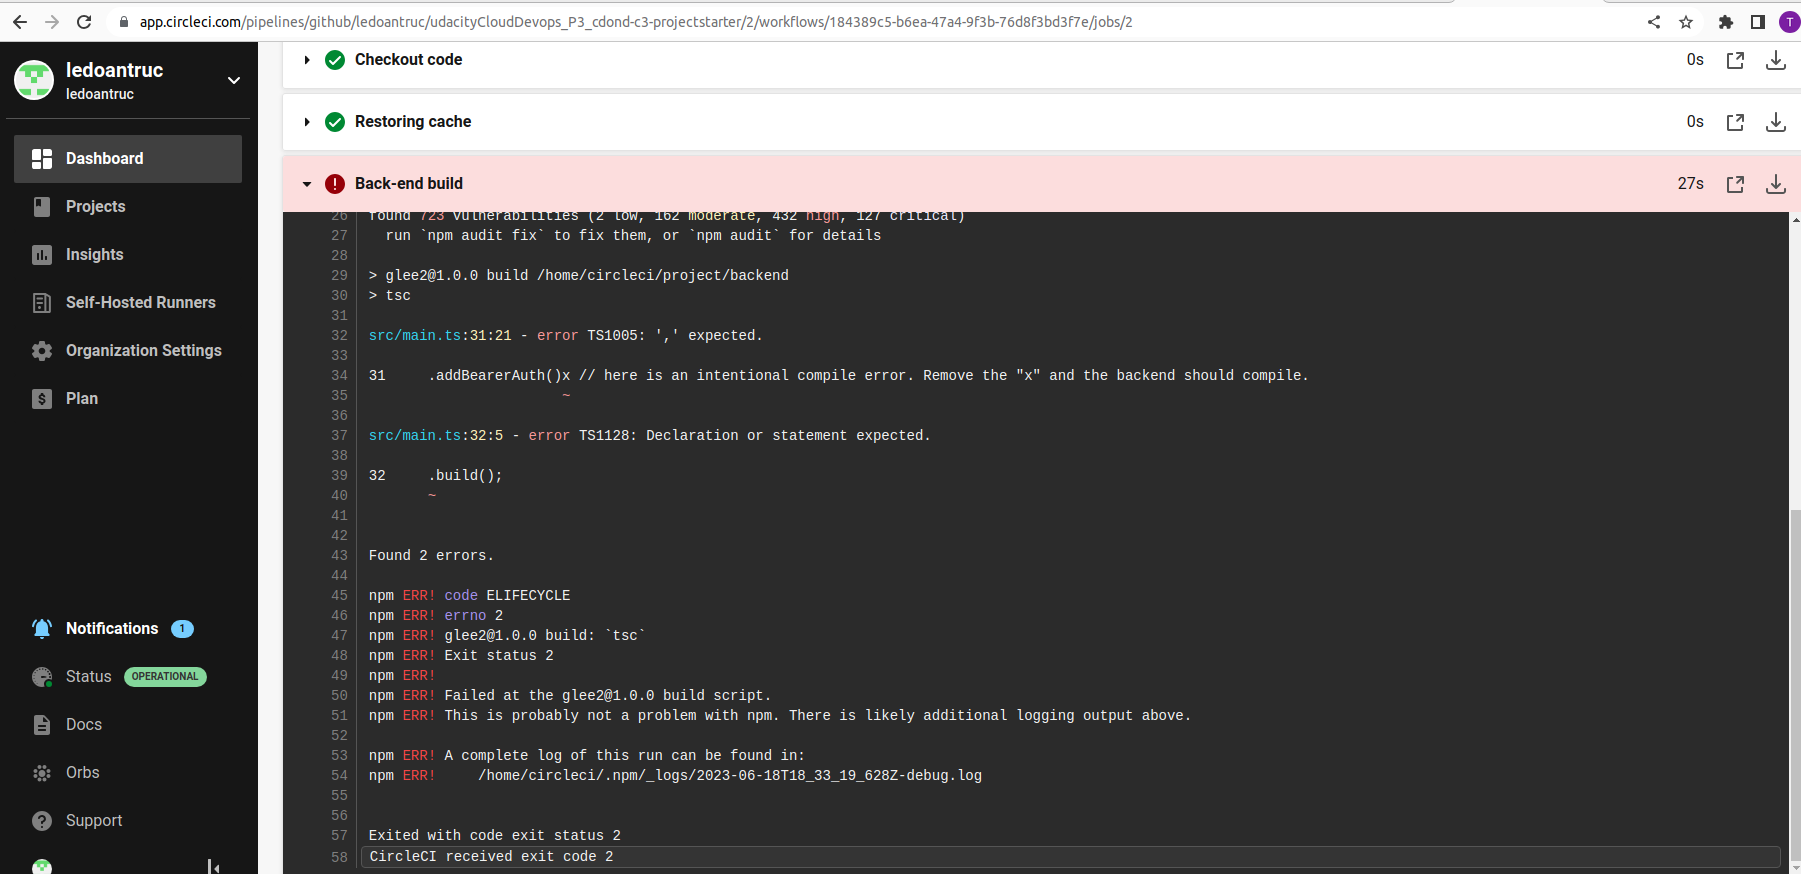 app.circleci.com/pipelines/github/ledoantruc/udacityCloudDevops_P3_cdond-c3-projectstarter/2/workflows/184389c5-b6ea-47a4-9f3b-76d8f3bd3f7e/jobs/2
T
ledoantruc
ledoantruc
Dashboard
Projects
Insights
Self-Hosted Runners
Organization Settings
Plan
Notifications 1
Status OPERATIONAL
Docs
Orbs
Support
Checkout code 0s
Restoring cache 0s
Back-end build 27s
26 found 723 vulnerabilities (2 low, 162 moderate, 432 high, 127 critical)
27 run `npm audit fix` to fix them, or `npm audit` for details
28
29 > glee2@1.0.0 build /home/circleci/project/backend
30 > tsc
31
32 src/main.ts:31:21 - error TS1005: ',' expected.
33
34 31 .addBearerAuth()x // here is an intentional compile error. Remove the "x" and the backend should compile.
35 ~
36
37 src/main.ts:32:5 - error TS1128: Declaration or statement expected.
38
39 32 .build();
40 ~
41
42
43 Found 2 errors.
44
45 npm ERR! code ELIFECYCLE
46 npm ERR! errno 2
47 npm ERR! glee2@1.0.0 build: `tsc`
48 npm ERR! Exit status 2
49 npm ERR!
50 npm ERR! Failed at the glee2@1.0.0 build script.
51 npm ERR! This is probably not a problem with npm. There is likely additional logging output above.
52
53 npm ERR! A complete log of this run can be found in:
54 npm ERR! /home/circleci/.npm/_logs/2023-06-18T18_33_19_628Z-debug.log
55
56
57 Exited with code exit status 2
58 CircleCI received exit code 2